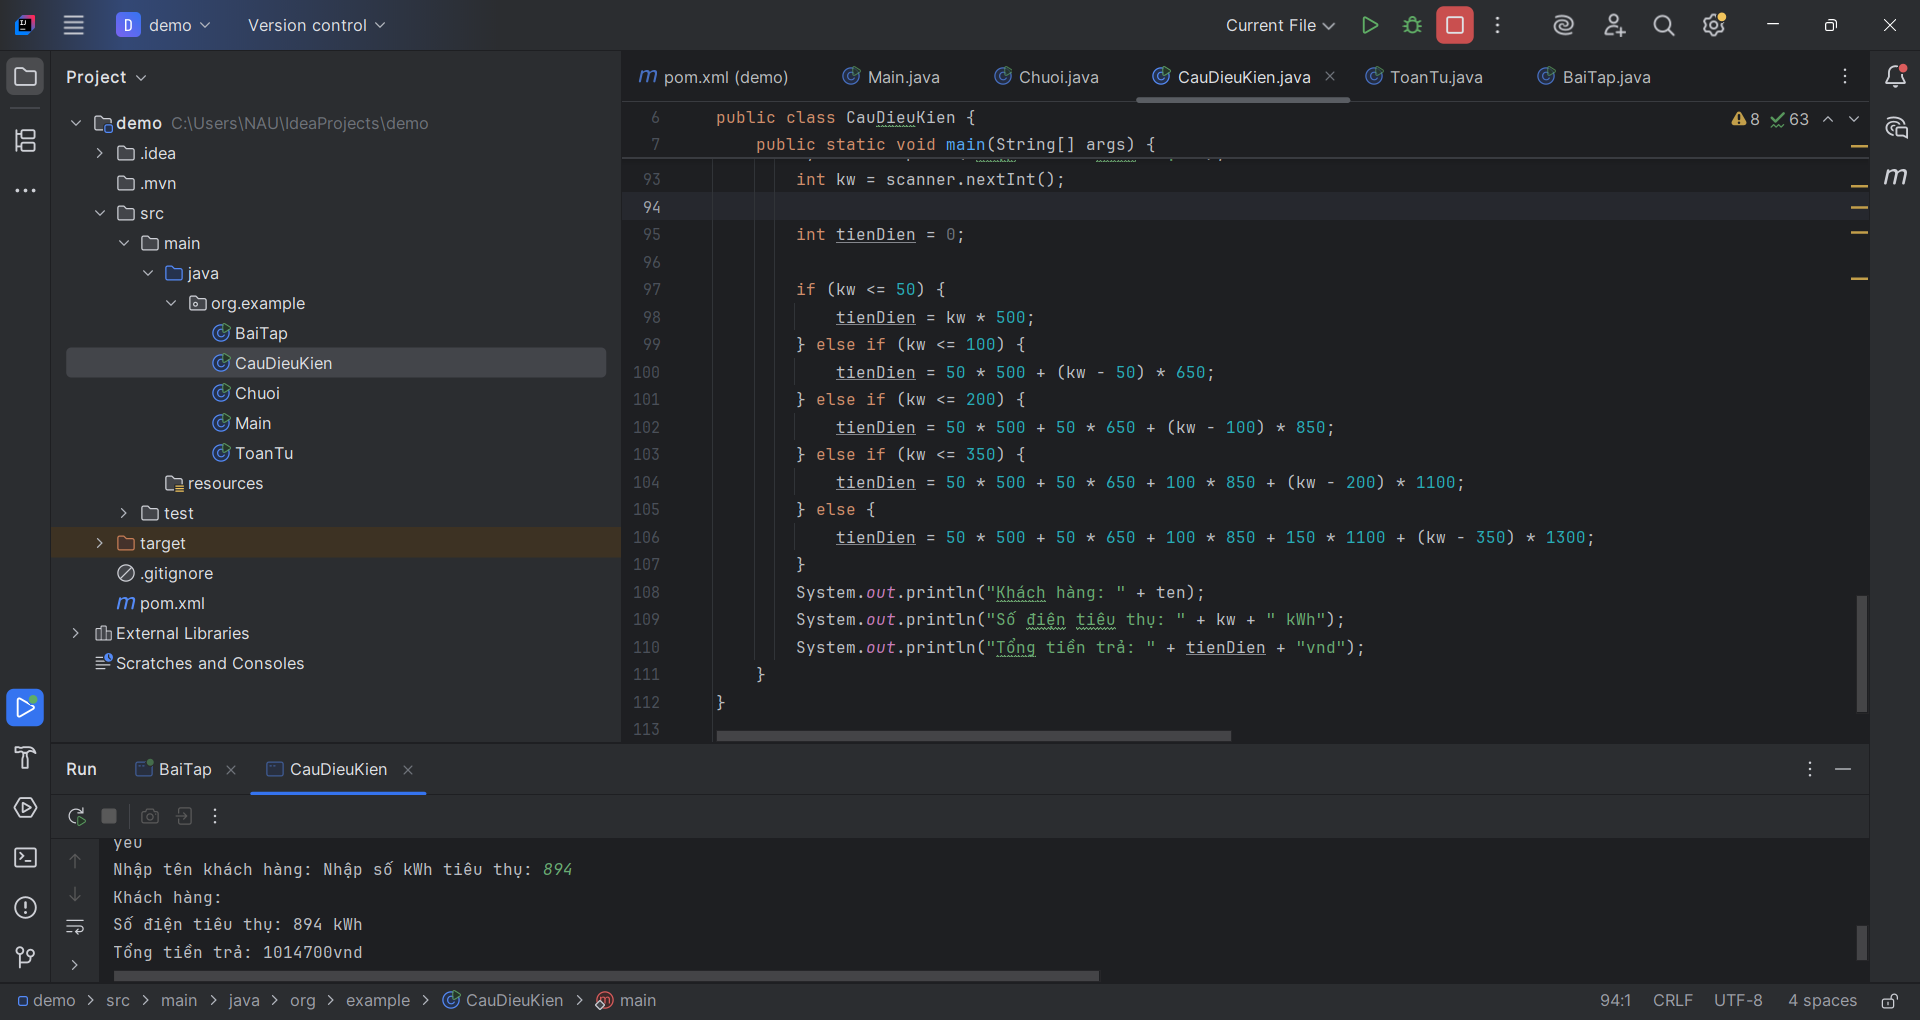 D demo Version control Current File
Project
pom.xml (demo) Main.java Chuoi.java CauDieuKien.java ToanTu.java BaiTap.java
demo C:\Users\NAU\IdeaProjects\demo
.idea
.mvn
src
main
java
org.example
BaiTap
CauDieuKien
Chuoi
Main
ToanTu
resources
test
target
.gitignore
pom.xml
External Libraries
Scratches and Consoles
8 63
6 public class CauDieuKien {
7 public static void main(String[] args) {
93 int kw = scanner.nextInt();
94
95 int tienDien = 0;
96
97 if (kw <= 50) {
98 tienDien = kw * 500;
99 } else if (kw <= 100) {
100 tienDien = 50 * 500 + (kw - 50) * 650;
101 } else if (kw <= 200) {
102 tienDien = 50 * 500 + 50 * 650 + (kw - 100) * 850;
103 } else if (kw <= 350) {
104 tienDien = 50 * 500 + 50 * 650 + 100 * 850 + (kw - 200) * 1100;
105 } else {
106 tienDien = 50 * 500 + 50 * 650 + 100 * 850 + 150 * 1100 + (kw - 350) * 1300;
107 }
108 System.out.println("Khách hàng: " + ten);
109 System.out.println("Số điện tiêu thụ: " + kw + " kWh");
110 System.out.println("Tổng tiền trả: " + tienDien + "vnd");
111 }
112 }
113
Run BaiTap CauDieuKien
Nhập tên khách hàng: Nhập số kWh tiêu thụ: 894
Khách hàng:
Số điện tiêu thụ: 894 kWh
Tổng tiền trả: 1014700vnd
demo > src > main > java > org > example > CauDieuKien > main
94:1 CRLF UTF-8 4 spaces